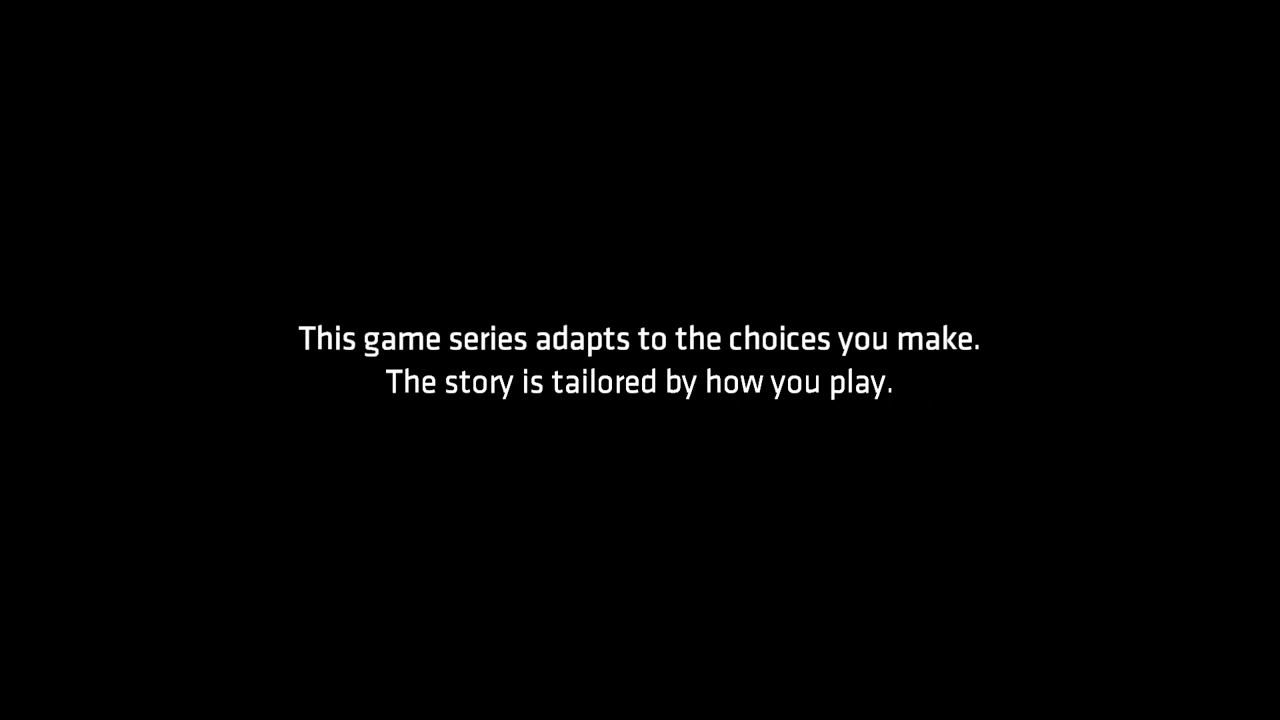 This game series adapts to the choices you make.
The story is tailored by how you play.